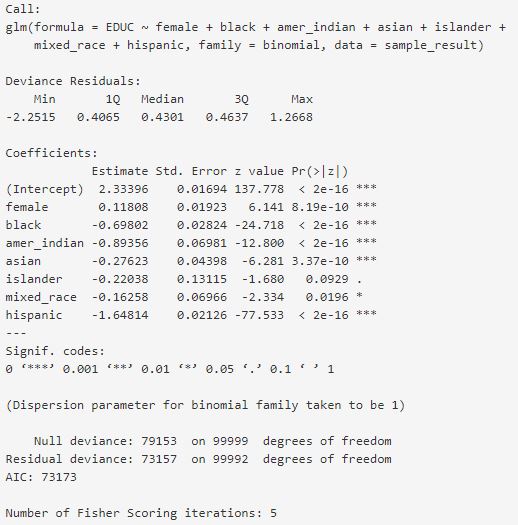 Call:
glm(formula = EDUC ~ female + black + amer_indian + asian + islander +
    mixed_race + hispanic, family = binomial, data = sample_result)

Deviance Residuals:
    Min       1Q   Median       3Q      Max
-2.2515   0.4065   0.4301   0.4637   1.2668

Coefficients:
            Estimate Std. Error z value Pr(>|z|)
(Intercept)  2.33396    0.01694 137.778  < 2e-16 ***
female       0.11808    0.01923   6.141 8.19e-10 ***
black       -0.69802    0.02824 -24.718  < 2e-16 ***
amer_indian -0.89356    0.06981 -12.800  < 2e-16 ***
asian       -0.27623    0.04398  -6.281 3.37e-10 ***
islander    -0.22038    0.13115  -1.680   0.0929 .
mixed_race  -0.16258    0.06966  -2.334   0.0196 *
hispanic    -1.64814    0.02126 -77.533  < 2e-16 ***
---
Signif. codes:
0 ‘***’ 0.001 ‘**’ 0.01 ‘*’ 0.05 ‘.’ 0.1 ‘ ’ 1

(Dispersion parameter for binomial family taken to be 1)

    Null deviance: 79153  on 99999  degrees of freedom
Residual deviance: 73157  on 99992  degrees of freedom
AIC: 73173

Number of Fisher Scoring iterations: 5